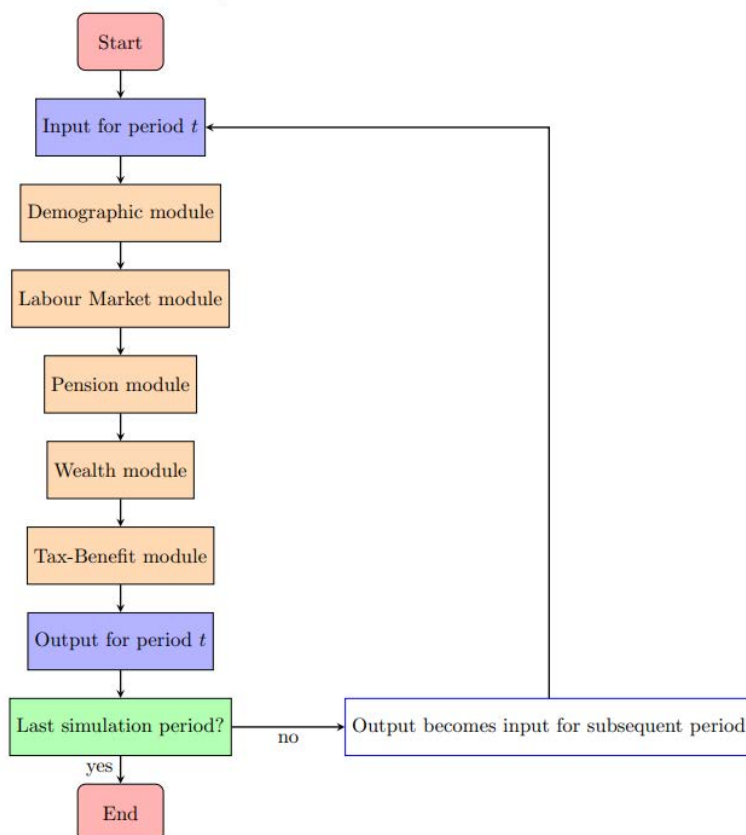 Start
Input for period t
Demographic module
Labour Market module
Pension module
Wealth module
Tax-Benefit module
Output for period t
Last simulation period?
no
Output becomes input for subsequent period
yes
End